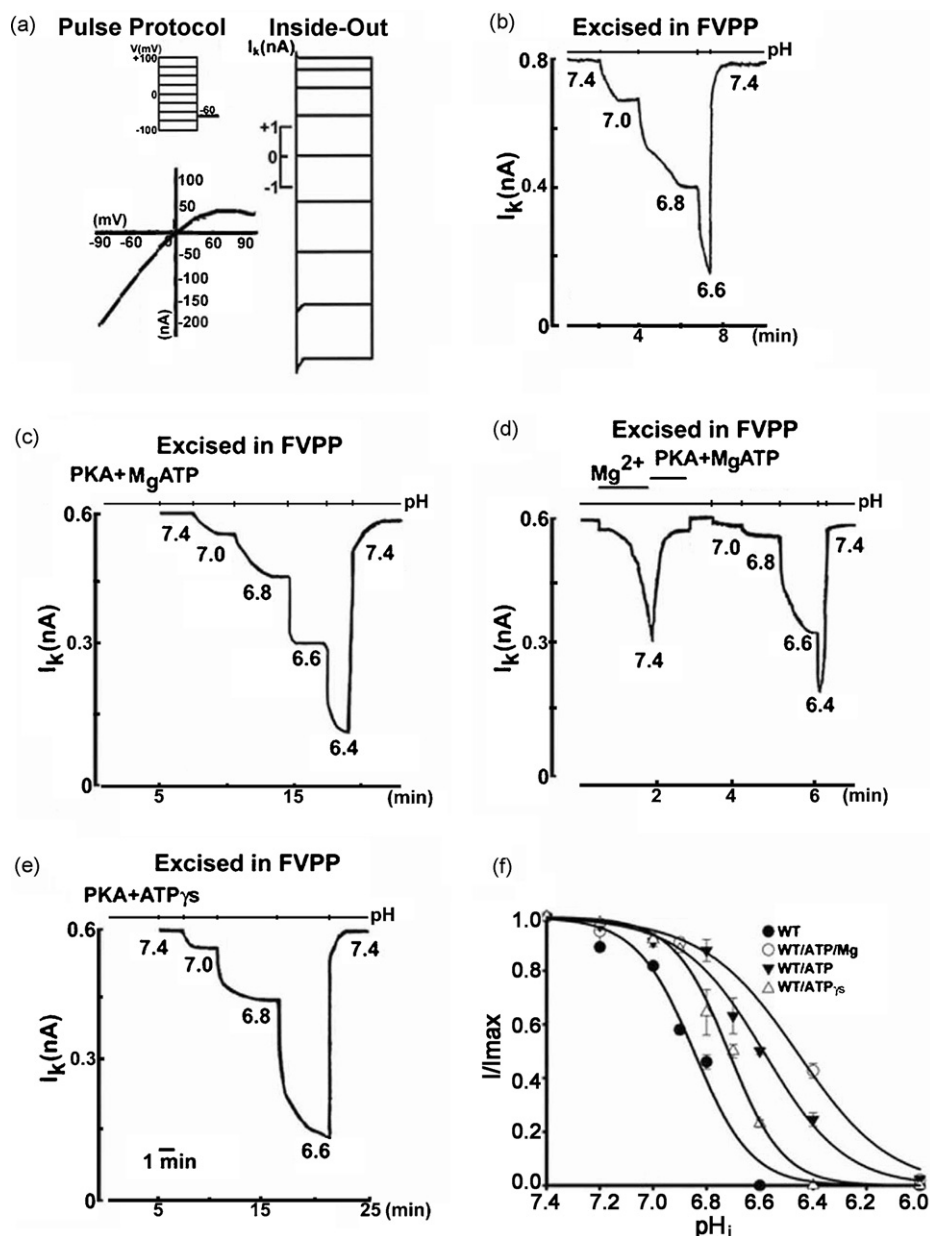 (a)
Pulse Protocol
V(mV)
+100
0
-100
-60
Inside-Out
Ik(nA)
+1
0
-1
100
50
(mV)
-90 -60 0 60 90
-50
-100
-150
-200
(nA)
(b)
Excised in FVPP
pH
0.8
7.4
7.0
6.8
6.6
7.4
Ik(nA)
0.4
0
4 8 (min)
(c)
Excised in FVPP
PKA+MgATP
pH
0.6
7.4
7.0
6.8
6.6
6.4
7.4
Ik(nA)
0.3
0
5 15 (min)
(d)
Excised in FVPP
Mg2+
PKA+MgATP
pH
0.6
7.4
7.0
6.8
6.6
6.4
7.4
Ik(nA)
0.3
0
2 4 6 (min)
(e)
Excised in FVPP
PKA+ATPγs
pH
0.6
7.4
7.0
6.8
6.6
7.4
Ik(nA)
0.3
0
1 min
5 15 25
(min)
(f)
1.0
0.8
0.6
0.4
0.2
0.0
I/Imax
WT
WT/ATP/Mg
WT/ATP
WT/ATPγs
7.4 7.2 7.0 6.8 6.6 6.4 6.2 6.0
pHi